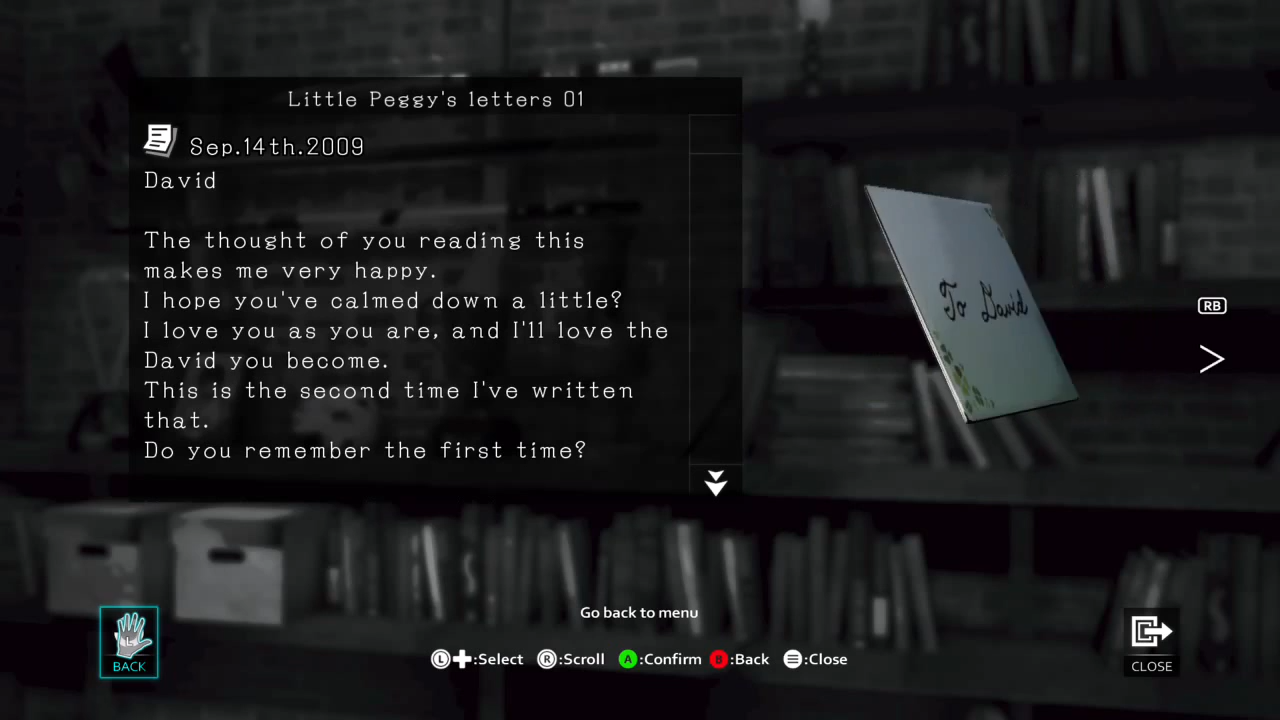 Little Peggy's letters 01
Sep.14th.2009
David
The thought of you reading this
makes me very happy.
I hope you've calmed down a little?
I love you as you are, and I'll love the
David you become.
This is the second time I've written
that.
Do you remember the first time?
To David
RB
Go back to menu
L :Select R :Scroll A :Confirm B :Back :Close
L
BACK
CLOSE